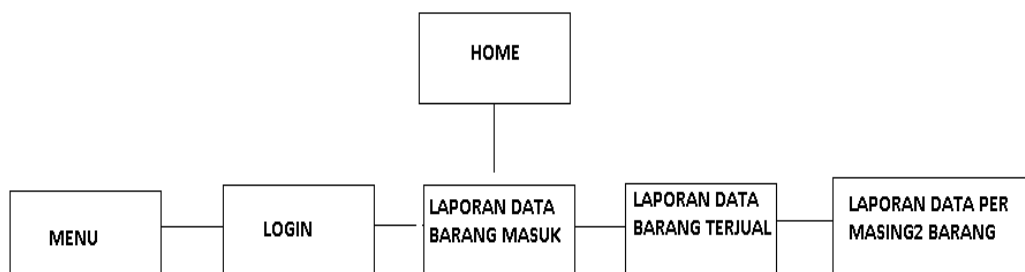 HOME
MENU
LOGIN
LAPORAN DATA
BARANG MASUK
LAPORAN DATA
BARANG TERJUAL
LAPORAN DATA PER
MASING2 BARANG